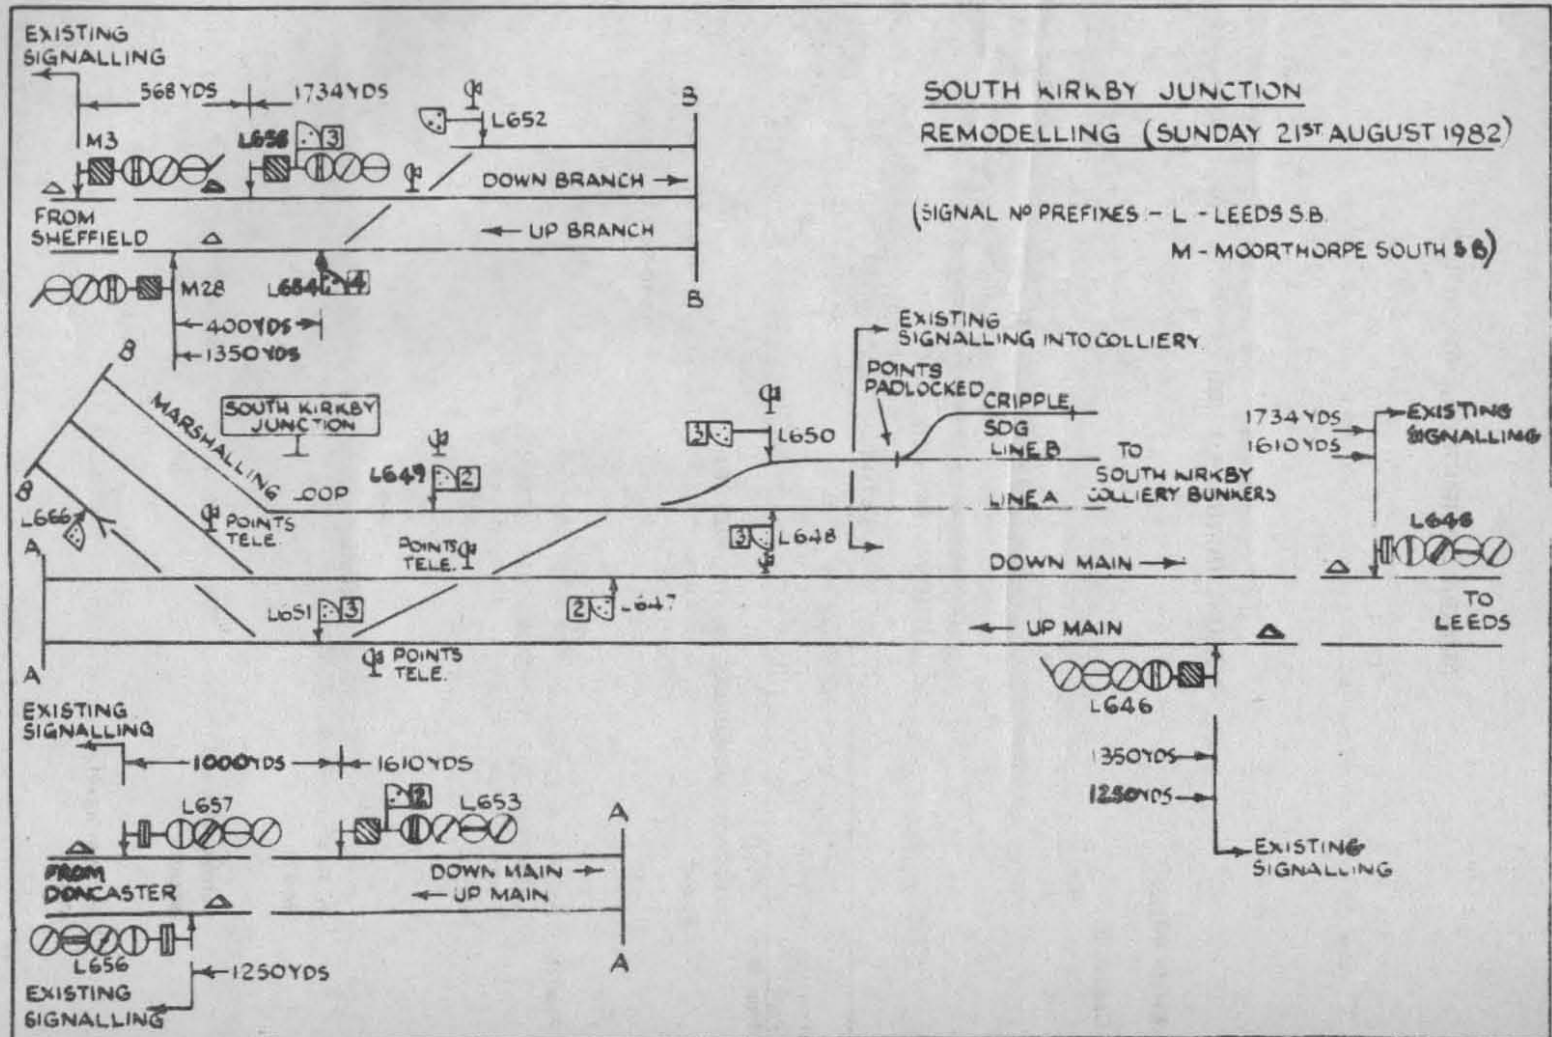 EXISTING
SIGNALLING
568 YDS
1734 YDS
M3
3
L652
B
DOWN BRANCH
FROM
SHEFFIELD
UP BRANCH
M28
L654
4
B
400 YDS
1350 YDS
SOUTH KIRKBY JUNCTION
REMODELLING (SUNDAY 21ST AUGUST 1982)
(SIGNAL NO PREFIXES :- L - LEEDS S.B.
M - MOORTHORPE SOUTH S B)
EXISTING
SIGNALLING INTO COLLIERY
POINTS
PADLOCKED
CRIPPLE
SDG
LINE B
TO
SOUTH KIRKBY
COLLIERY BUNKERS
LINE A
B
MARSHALLING
LOOP
SOUTH KIRKBY
JUNCTION
L649
2
3
L650
1734 YDS
1610 YDS
EXISTING
SIGNALLING
B
L666
POINTS
TELE.
POINTS
TELE.
3
L648
A
DOWN MAIN
L651
3
2
L647
TO
LEEDS
UP MAIN
POINTS
TELE.
A
L646
1350 YDS
1250 YDS
EXISTING
SIGNALLING
EXISTING
SIGNALLING
1000 YDS
1610 YDS
L657
2
L653
A
FROM
DONCASTER
DOWN MAIN
UP MAIN
L656
1250 YDS
A
EXISTING
SIGNALLING